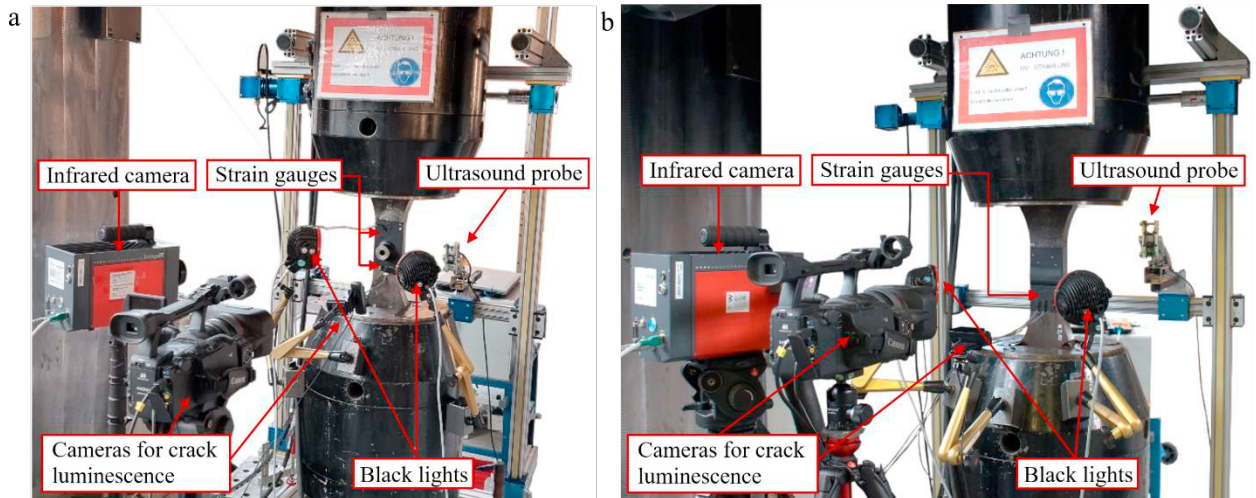 a
ACHTUNG !
Infrared camera
Strain gauges
Ultrasound probe
Canon
Cameras for crack
luminescence
Black lights
b
ACHTUNG !
UV-STRAHLUNG
Infrared camera
Strain gauges
Ultrasound probe
Canon
Cameras for crack
luminescence
Black lights